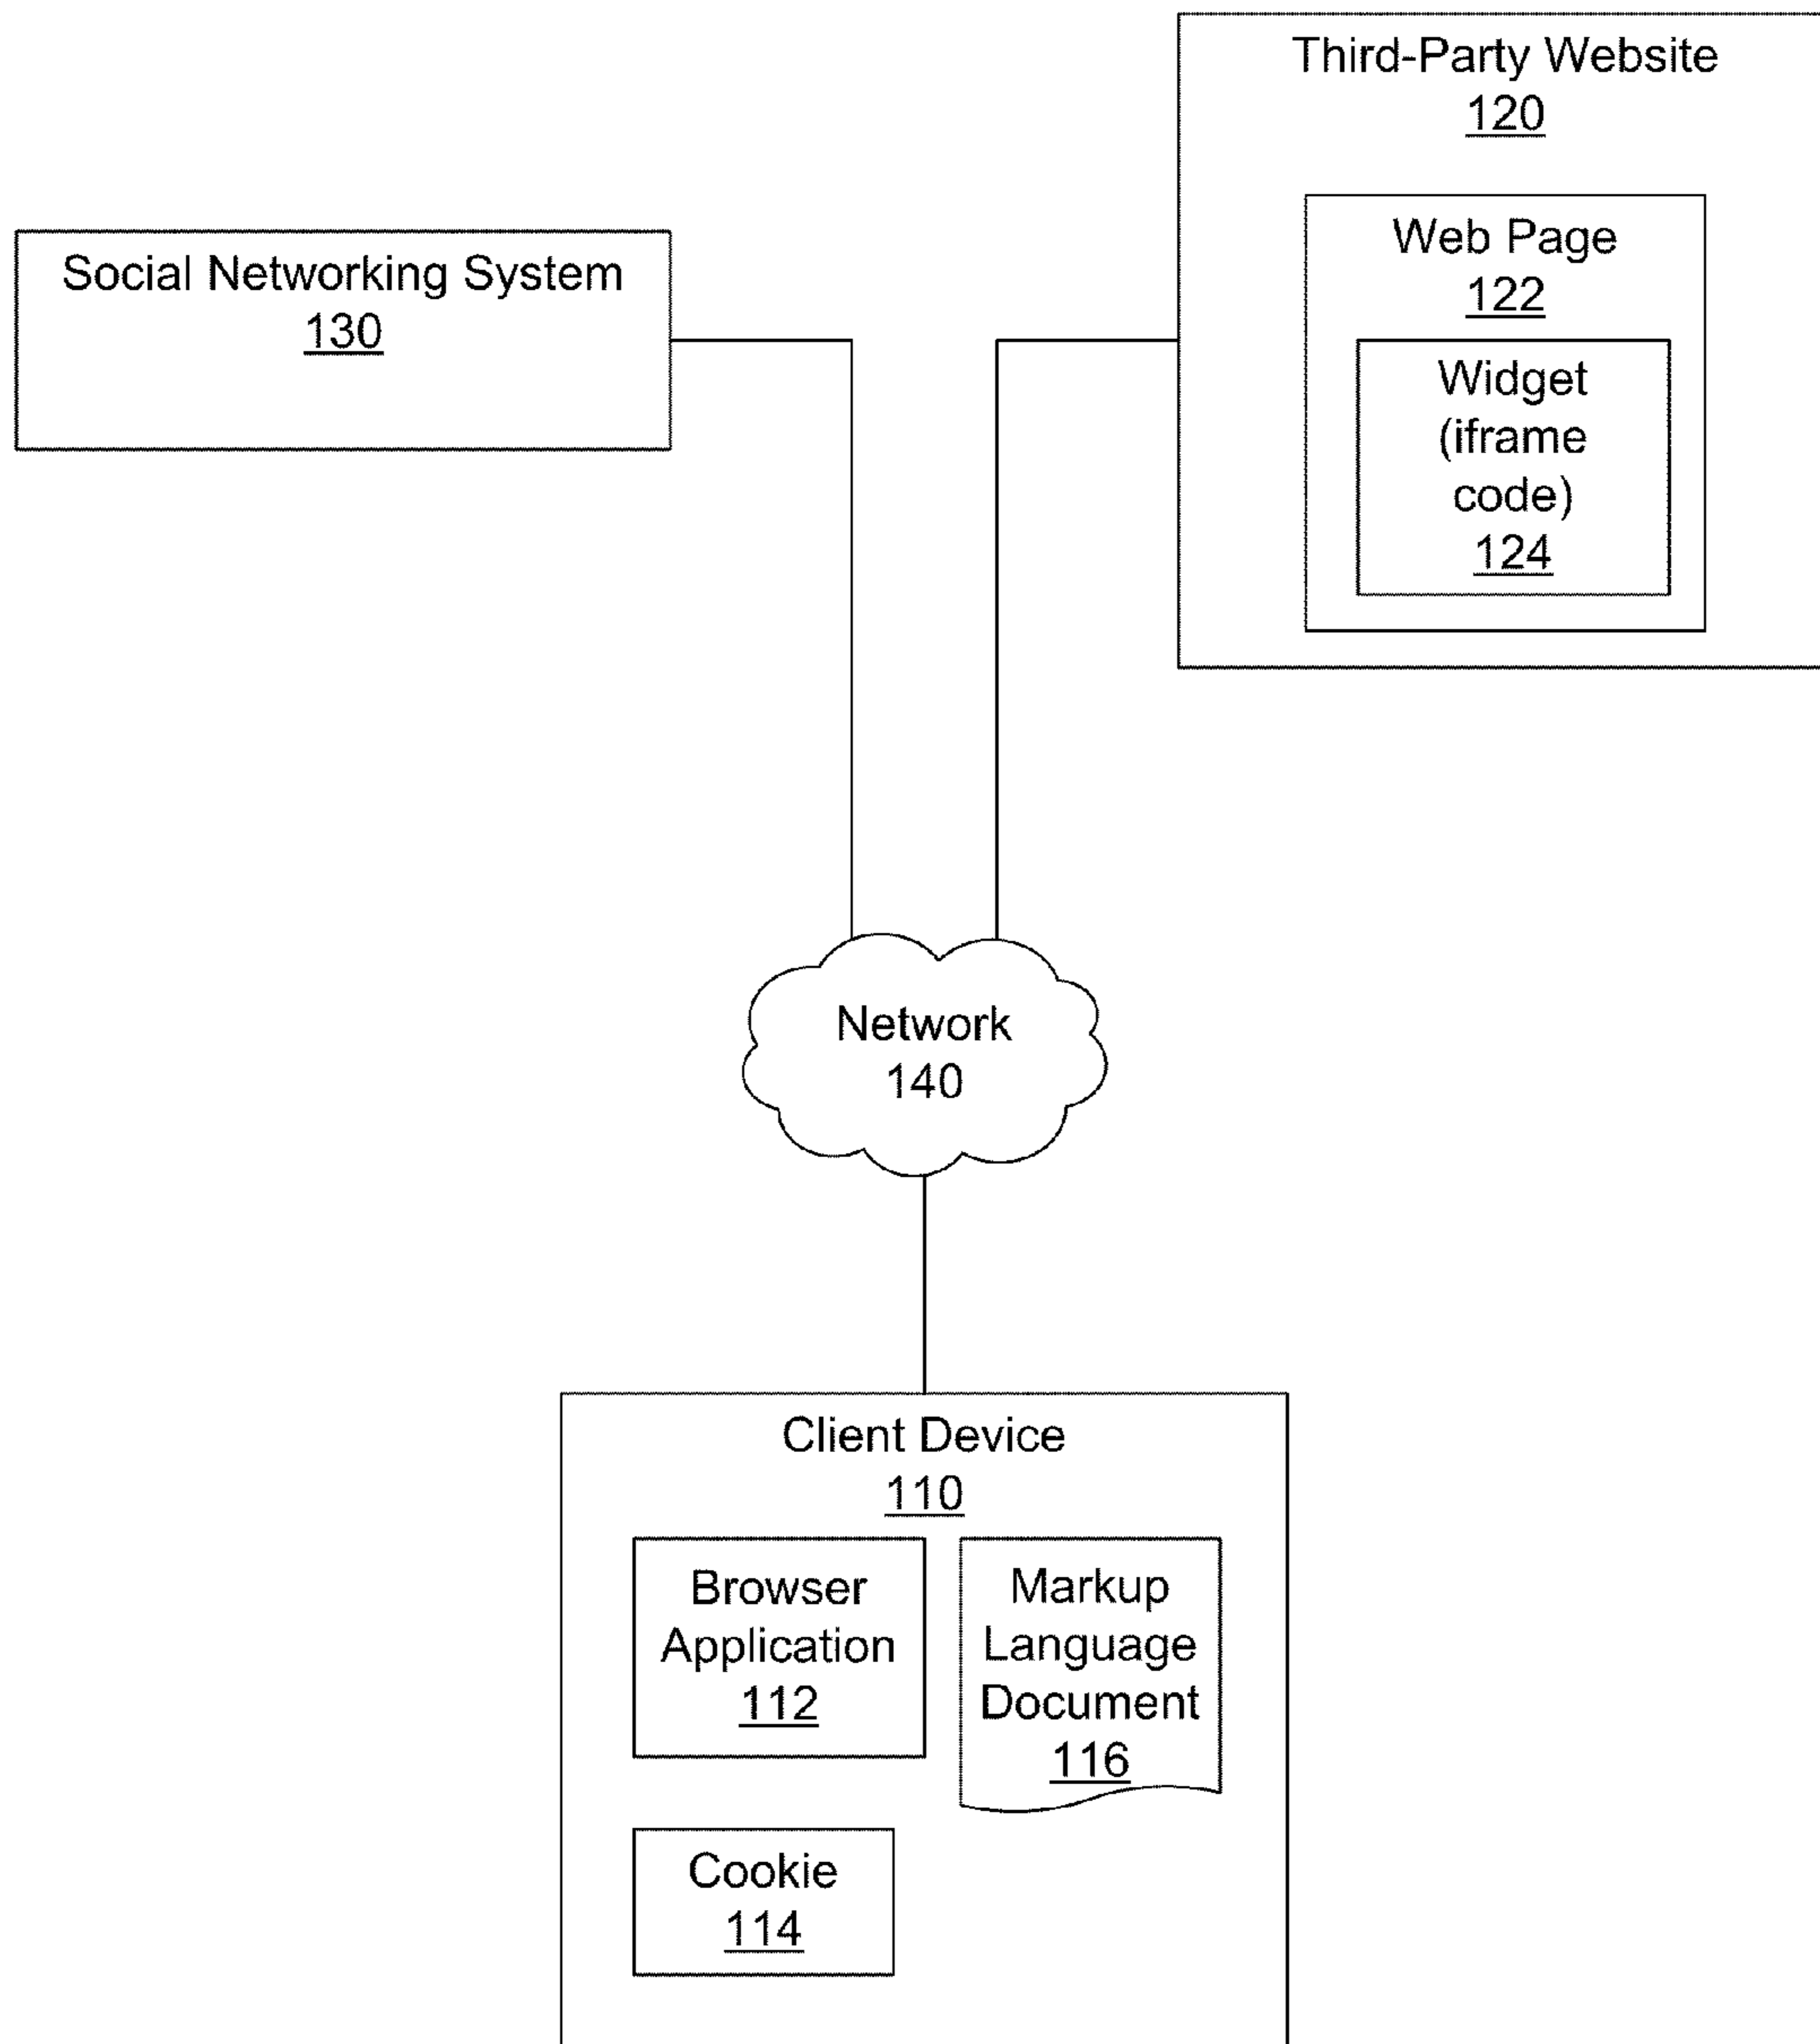 Third-Party Website
120
Web Page
122
Widget
(iframe
code)
124
Social Networking System
130
Network
140
Client Device
110
Browser
Application
112
Markup
Language
Document
116
Cookie
114